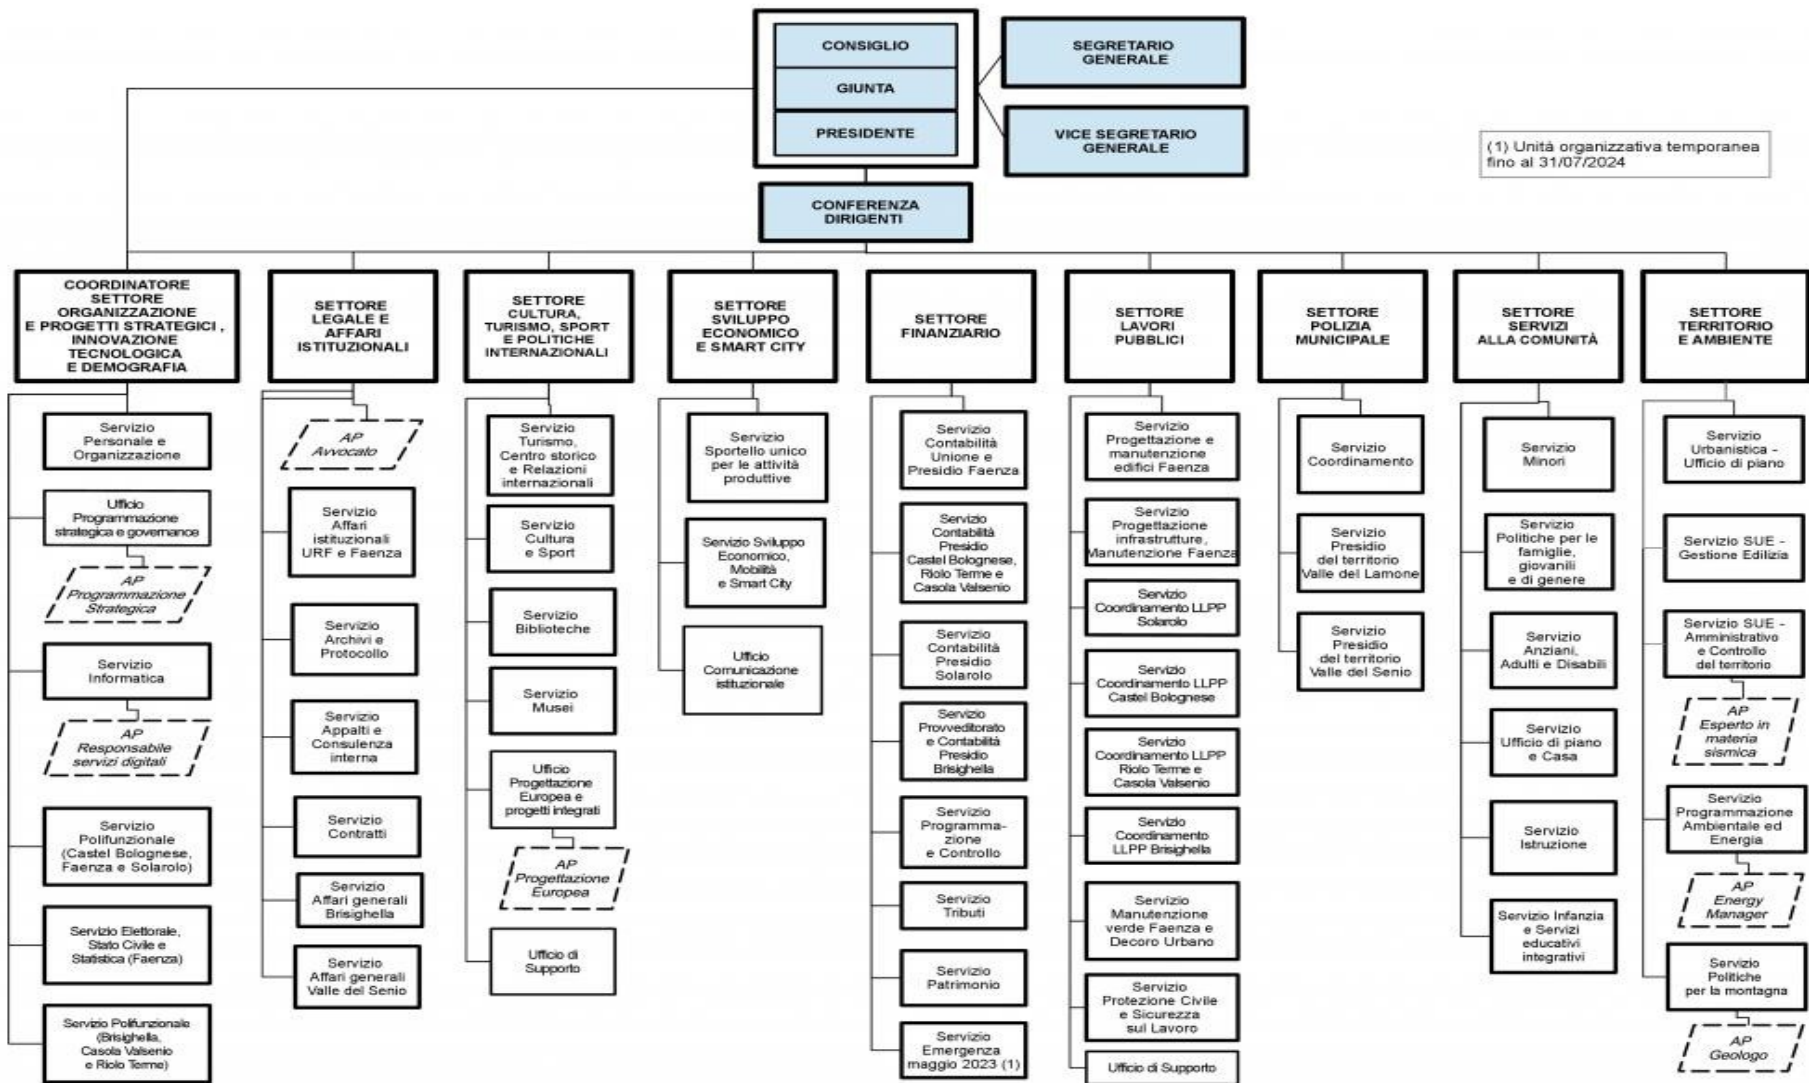 CONSIGLIO
GIUNTA
PRESIDENTE
SEGRETARIO
GENERALE
VICE SEGRETARIO
GENERALE
(1) Unità organizzativa temporanea
fino al 31/07/2024
CONFERENZA
DIRIGENTI
COORDINATORE
SETTORE
ORGANIZZAZIONE
E PROGETTI STRATEGICI ,
INNOVAZIONE
TECNOLOGICA
E DEMOGRAFIA
Servizio
Personale e
Organizzazione
Ufficio
Programmazione
strategica e governance
AP
Programmazione
Strategica
Servizio
Informatica
AP
Responsabile
servizi digitali
Servizio
Polifunzionale
(Castel Bolognese,
Faenza e Solarolo)
Servizio Elettorale,
Stato Civile e
Statistica (Faenza)
Servizio Polifunzionale
(Brisighella,
Casola Valsenio
e Riolo Terme)
SETTORE
LEGALE E
AFFARI
ISTITUZIONALI
AP
Avvocato
Servizio
Affari
istituzionali
URF e Faenza
Servizio
Archivi e
Protocollo
Servizio
Appalti e
Consulenza
interna
Servizio
Contratti
Servizio
Affari generali
Brisighella
Servizio
Affari generali
Valle del Senio
SETTORE
CULTURA,
TURISMO, SPORT
E POLITICHE
INTERNAZIONALI
Servizio
Turismo,
Centro storico
e Relazioni
internazionali
Servizio
Cultura
e Sport
Servizio
Biblioteche
Servizio
Musei
Ufficio
Progettazione
Europea e
progetti integrati
AP
Progettazione
Europea
Ufficio di
Supporto
SETTORE
SVILUPPO
ECONOMICO
E SMART CITY
Servizio
Sportello unico
per le attività
produttive
Servizio Sviluppo
Economico,
Mobilità
e Smart City
Ufficio
Comunicazione
istituzionale
SETTORE
FINANZIARIO
Servizio
Contabilità
Unione e
Presidio Faenza
Servizio
Contabilità
Presidio
Castel Bolognese,
Riolo Terme e
Casola Valsenio
Servizio
Contabilità
Presidio
Solarolo
Servizio
Provveditorato
e Contabilità
Presidio
Brisighella
Servizio
Programma-
zione
e Controllo
Servizio
Tributi
Servizio
Patrimonio
Servizio
Emergenza
maggio 2023 (1)
SETTORE
LAVORI
PUBBLICI
Servizio
Progettazione e
manutenzione
edifici Faenza
Servizio
Progettazione
infrastrutture,
Manutenzione Faenza
Servizio
Coordinamento LLPP
Solarolo
Servizio
Coordinamento LLPP
Castel Bolognese
Servizio
Coordinamento LLPP
Riolo Terme e
Casola Valsenio
Servizio
Coordinamento
LLPP Brisighella
Servizio
Manutenzione
verde Faenza e
Decoro Urbano
Servizio
Protezione Civile
e Sicurezza
sul Lavoro
Ufficio di Supporto
SETTORE
POLIZIA
MUNICIPALE
Servizio
Coordinamento
Servizio
Presidio
del territorio
Valle del Lamone
Servizio
Presidio
del territorio
Valle del Senio
SETTORE
SERVIZI
ALLA COMUNITÀ
Servizio
Minori
Servizio
Politiche per le
famiglie,
giovanili
e di genere
Servizio
Anziani,
Adulti e Disabili
Servizio
Ufficio di piano
e Casa
Servizio
Istruzione
Servizio Infanzia
e Servizi
educativi
integrativi
SETTORE
TERRITORIO
E AMBIENTE
Servizio
Urbanistica -
Ufficio di piano
Servizio SUE -
Gestione Edilizia
Servizio SUE -
Amministrativo
e Controllo
del territorio
AP
Esperto in
materia
sismica
Servizio
Programmazione
Ambientale ed
Energia
AP
Energy
Manager
Servizio
Politiche
per la montagna
AP
Geologo